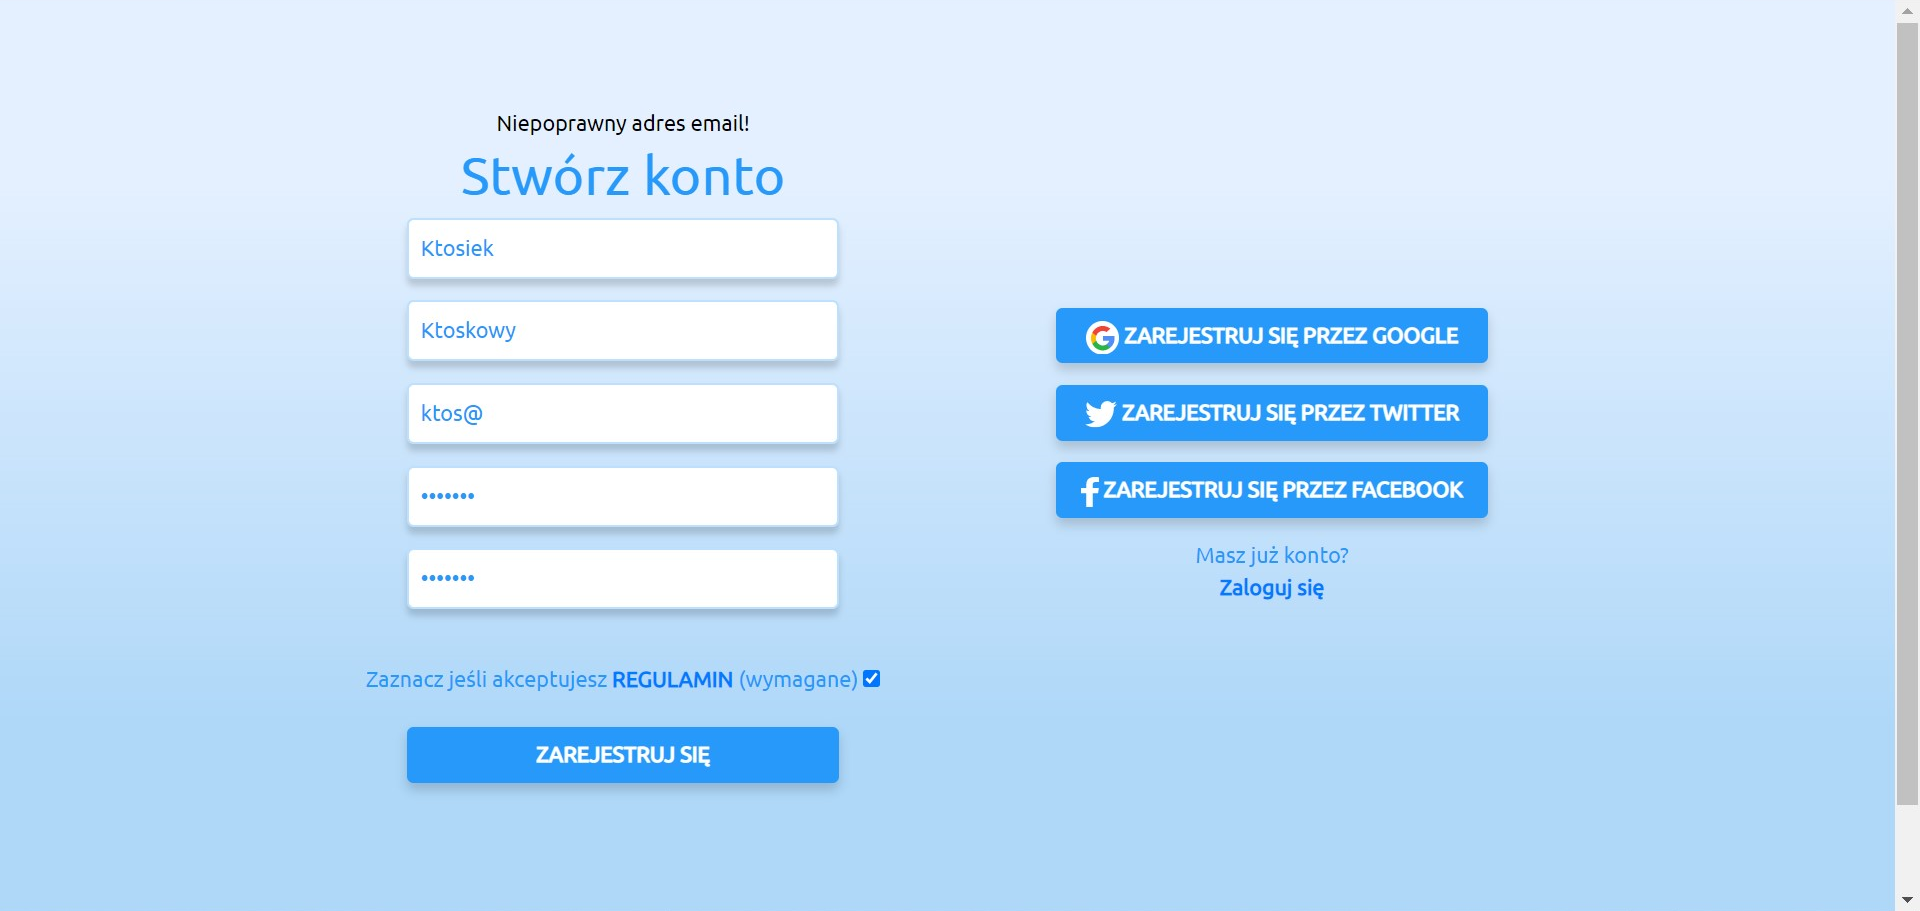 Niepoprawny adres email!
Stwórz konto
Ktosiek
Ktoskowy
ktos@
•••••••
•••••••
Zaznacz jeśli akceptujesz REGULAMIN (wymagane)
ZAREJESTRUJ SIĘ
ZAREJESTRUJ SIĘ PRZEZ GOOGLE
ZAREJESTRUJ SIĘ PRZEZ TWITTER
ZAREJESTRUJ SIĘ PRZEZ FACEBOOK
Masz już konto?
Zaloguj się